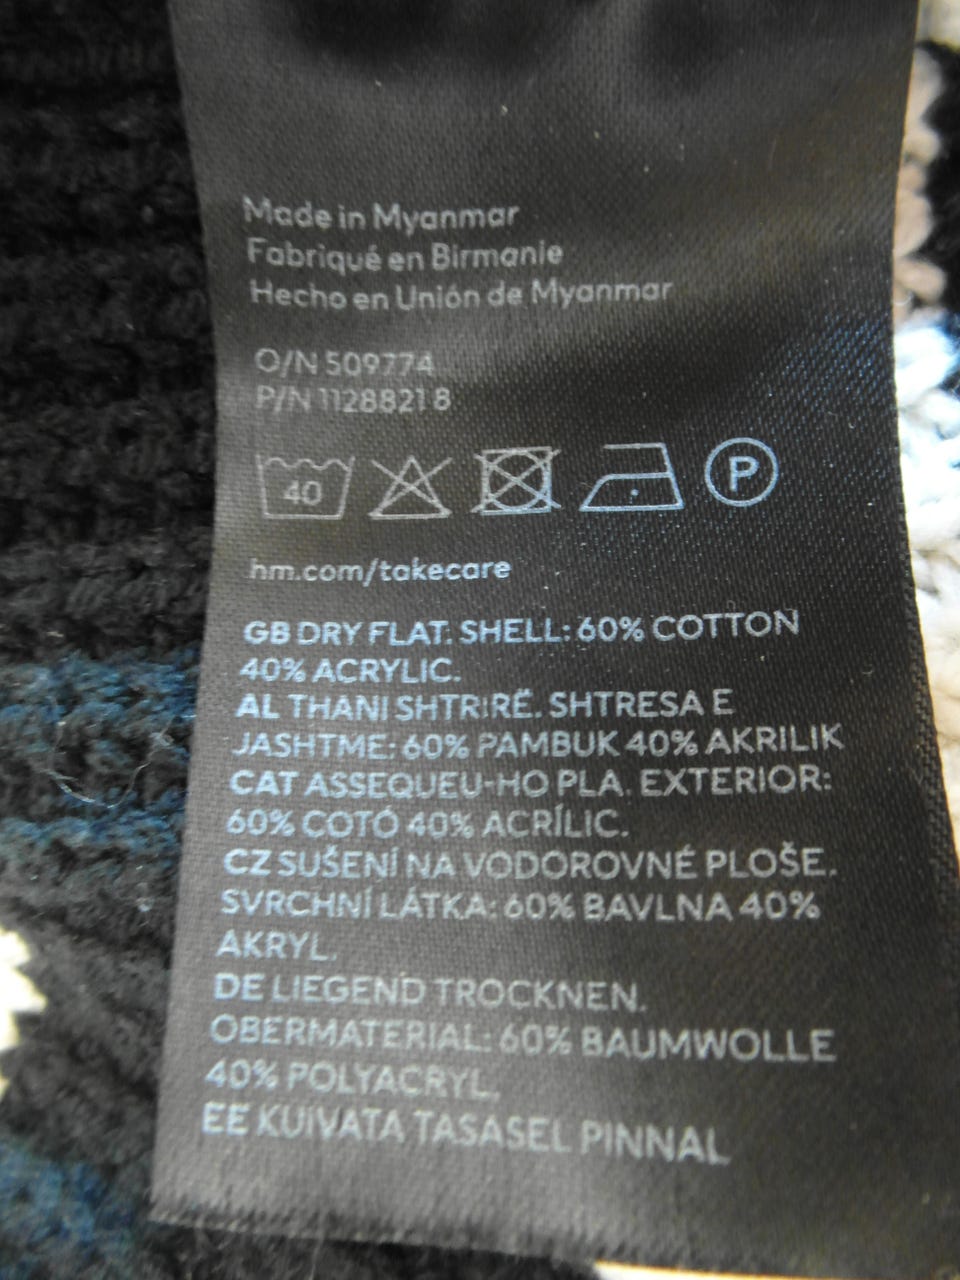 Made in Myanmar
Fabriqué en Birmanie
Hecho en Unión de Myanmar
O/N 509774
P/N 11288218
40 P
hm.com/takecare
GB DRY FLAT. SHELL: 60% COTTON
40% ACRYLIC.
AL THANI SHTRIRË. SHTRESA E
JASHTME: 60% PAMBUK 40% AKRILIK
CAT ASSEQUEU-HO PLA. EXTERIOR:
60% COTÓ 40% ACRÍLIC.
CZ SUŠENÍ NA VODOROVNÉ PLOŠE.
SVRCHNÍ LÁTKA: 60% BAVLNA 40%
AKRYL.
DE LIEGEND TROCKNEN.
OBERMATERIAL: 60% BAUMWOLLE
40% POLYACRYL.
EE KUIVATA TASASEL PINNAL